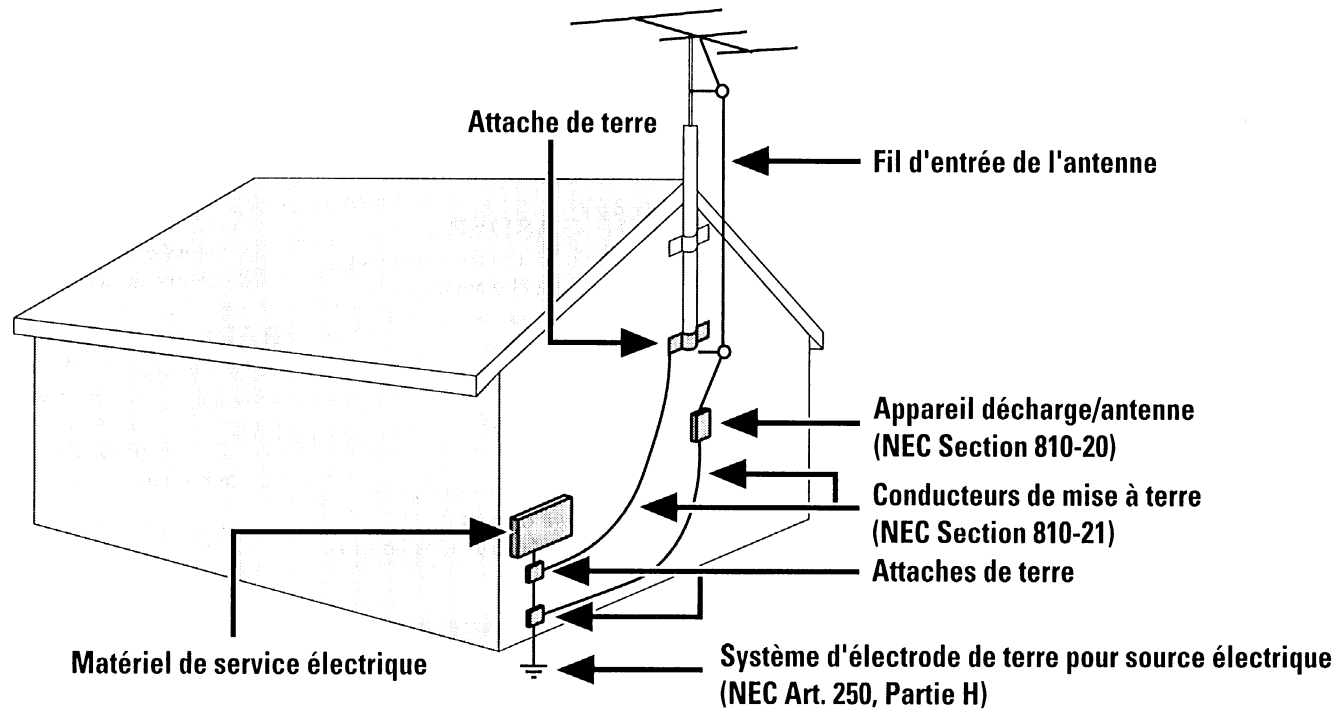 Attache de terre
Fil d'entrée de l'antenne
Appareil décharge/antenne
(NEC Section 810-20)
Conducteurs de mise à terre
(NEC Section 810-21)
Attaches de terre
Matériel de service électrique
Système d'électrode de terre pour source électrique
(NEC Art. 250, Partie H)